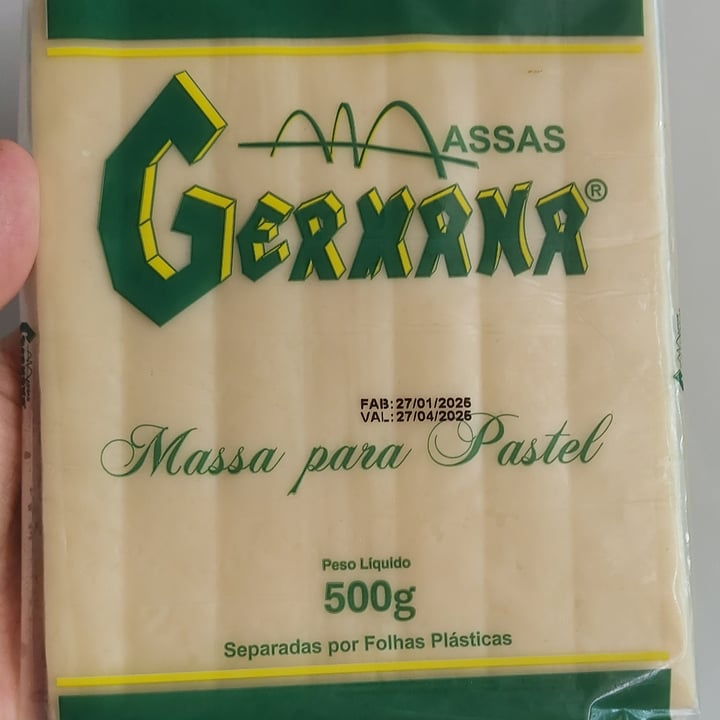 MASSAS
GERMANA®
FAB: 27/01/2025
VAL: 27/04/2025
Massa para Pastel
Peso Líquido
500g
Separadas por Folhas Plásticas